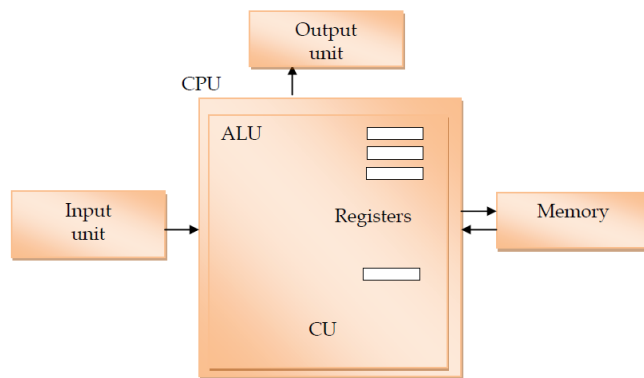 Output
unit
CPU
ALU
Input
unit
Registers
Memory
CU